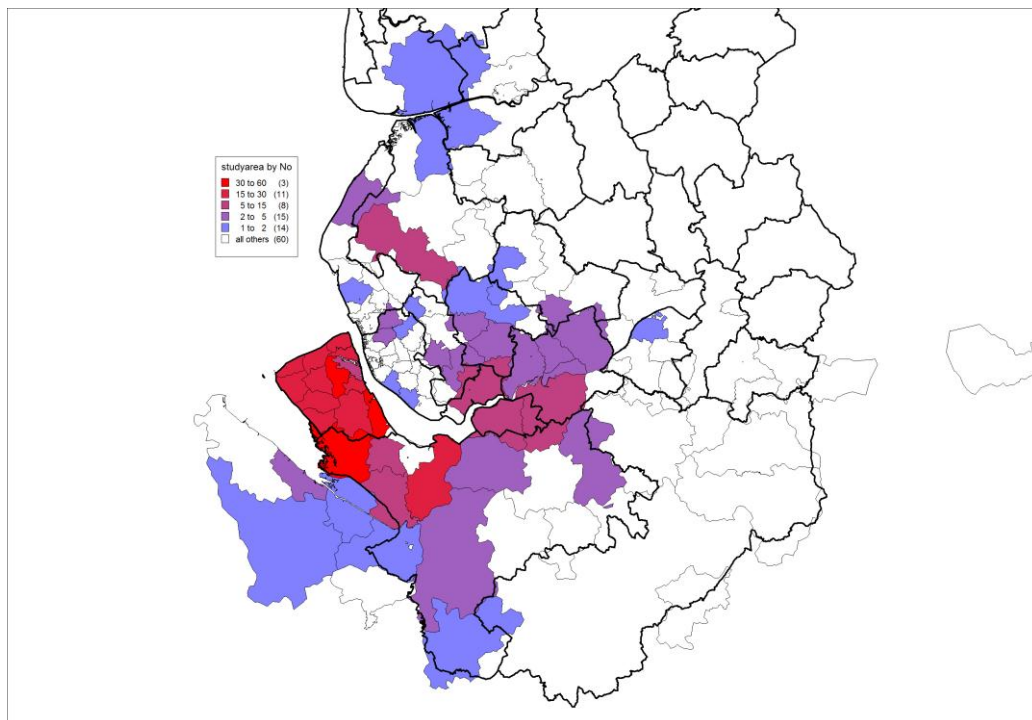 studyarea by No
30 to 60 (3)
15 to 30 (11)
5 to 15 (8)
2 to 5 (15)
1 to 2 (14)
all others (60)